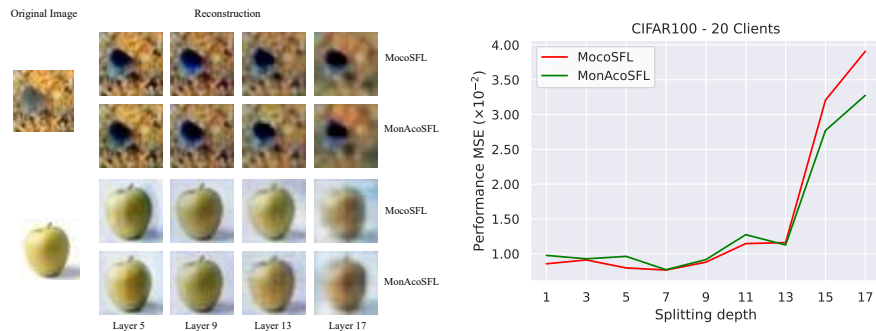 Original Image
Reconstruction
MocoSFL
MonAcoSFL
MocoSFL
MonAcoSFL
Layer 5 Layer 9 Layer 13 Layer 17
CIFAR100 - 20 Clients
MocoSFL
MonAcoSFL
Performance MSE (×10⁻²)
4.00
3.50
3.00
2.50
2.00
1.50
1.00
1 3 5 7 9 11 13 15 17
Splitting depth